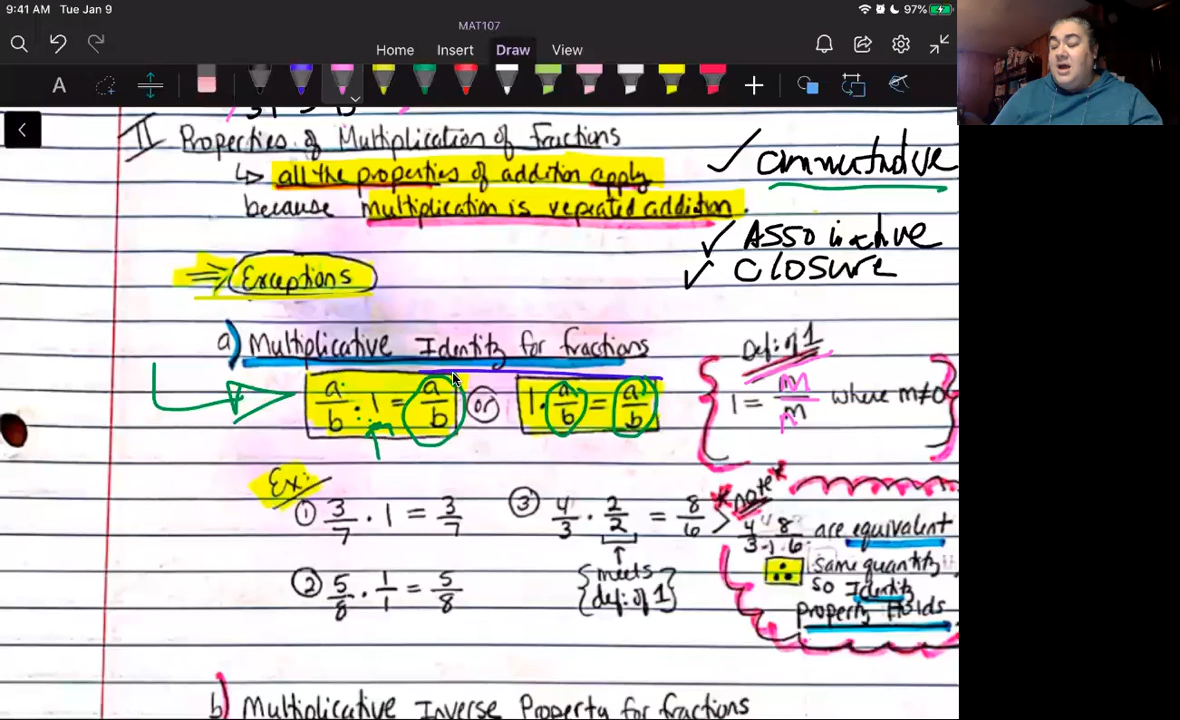 9:41 AM Tue Jan 9
97%
MAT107
Home Insert Draw View
II Properties of Multiplication of Fractions
↳ all the properties of addition apply
because multiplication is repeated addition.
✓ commutative
✓ Associative
✓ closure
⇒ Exceptions
a) Multiplicative Identity for fractions
a/b · 1 = a/b or 1 · a/b = a/b
Def: of 1
1 = m/m where m≠0
Ex:
① 3/7 · 1 = 3/7
② 5/8 · 1/1 = 5/8
③ 4/3 · 2/2 = 8/6
↑
{meets def: of 1}
*note*
4/3 8/6 are equivalent
∴ same quantity
so Identity
property Holds
b) Multiplicative Inverse Property for fractions